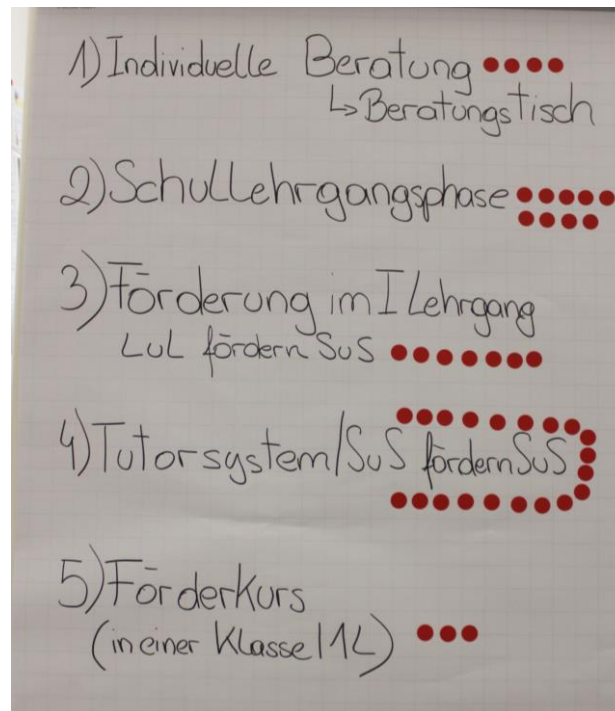 1) Individuelle Beratung
↳ Beratungstisch
2) Schullehrgangsphase
3) Förderung im I Lehrgang
LuL fördern SuS
4) Tutorsystem/SuS fördern SuS
5) Förderkurs
(in einer Klasse/1L)